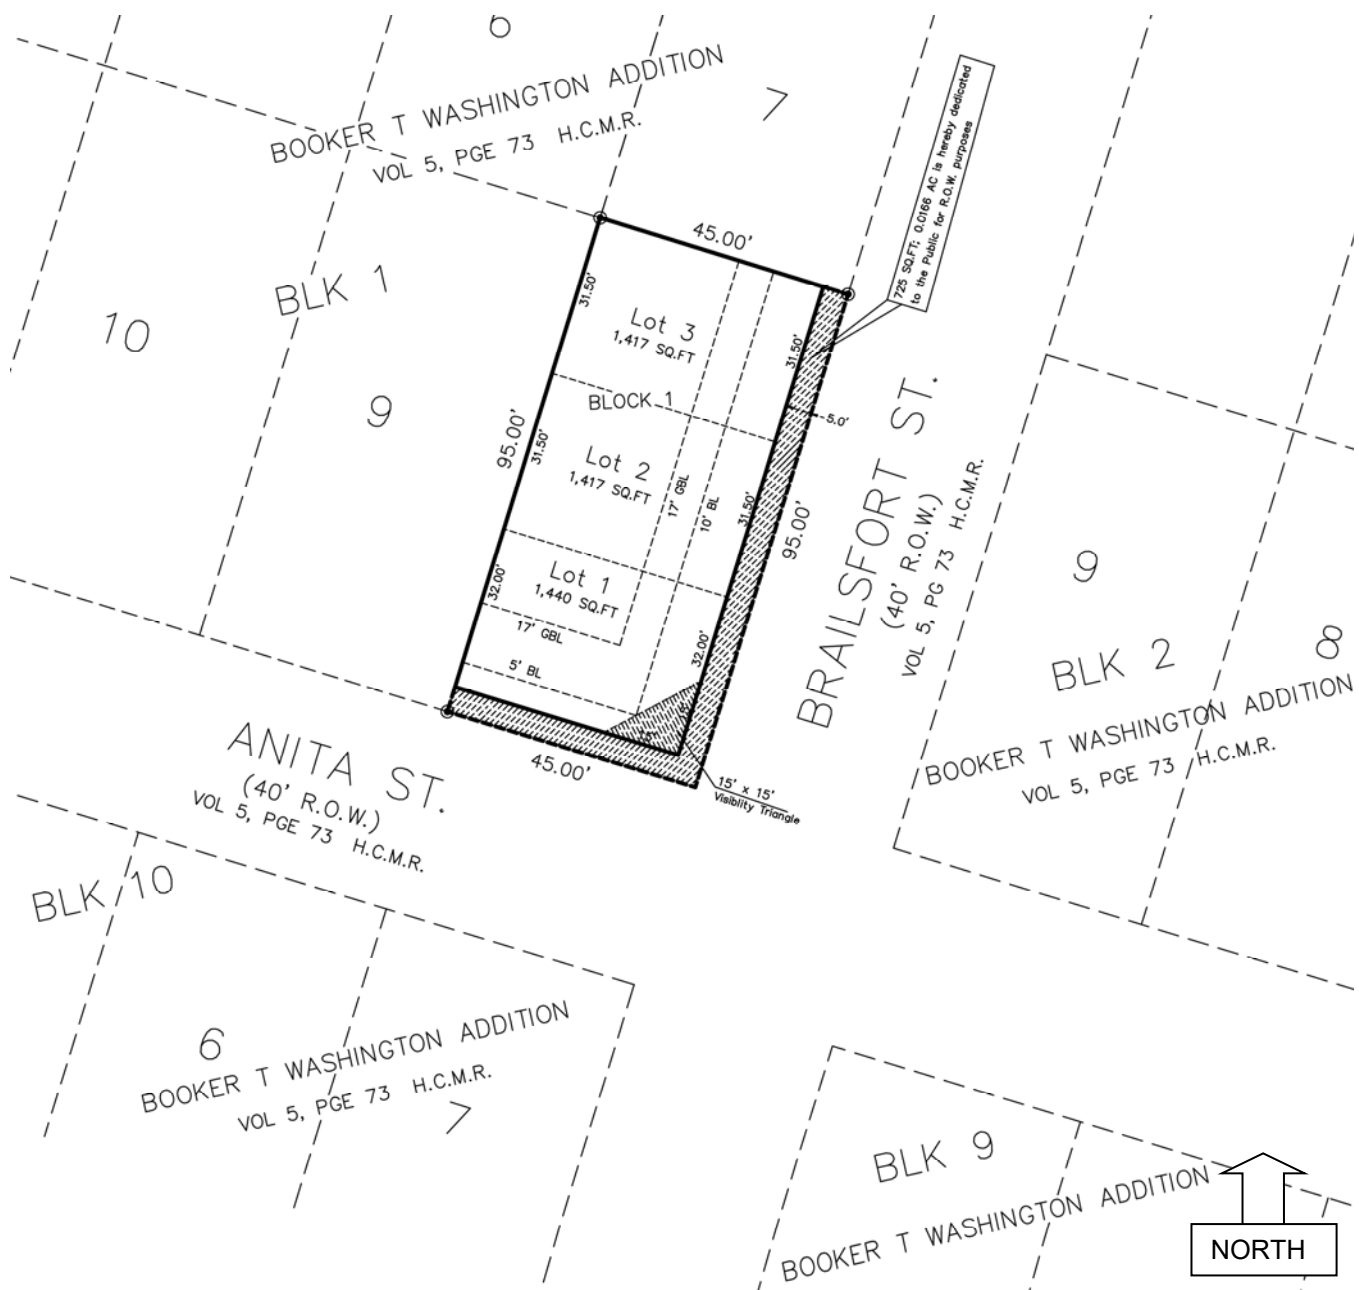 6
BOOKER T WASHINGTON ADDITION
VOL 5, PGE 73 H.C.M.R.
7
725 SQ.FT; 0.0166 AC is hereby dedicated
to the Public for R.O.W. purposes
45.00'
BLK 1
10
9
31.50'
Lot 3
1,417 SQ.FT
31.50'
BLOCK 1
5.0'
95.00'
31.50'
Lot 2
1,417 SQ.FT
17' GBL
10' BL
31.50'
95.00'
BRAILSFORT ST.
(40' R.O.W.)
VOL 5, PG 73 H.C.M.R.
Lot 1
1,440 SQ.FT
32.00'
17' GBL
32.00'
5' BL
15'
15'
45.00'
15' x 15'
Visiblity Triangle
9
8
BLK 2
BOOKER T WASHINGTON ADDITION
VOL 5, PGE 73 H.C.M.R.
ANITA ST.
(40' R.O.W.)
VOL 5, PGE 73 H.C.M.R.
BLK 10
6
BOOKER T WASHINGTON ADDITION
VOL 5, PGE 73 H.C.M.R.
7
BLK 9
BOOKER T WASHINGTON ADDITION
NORTH